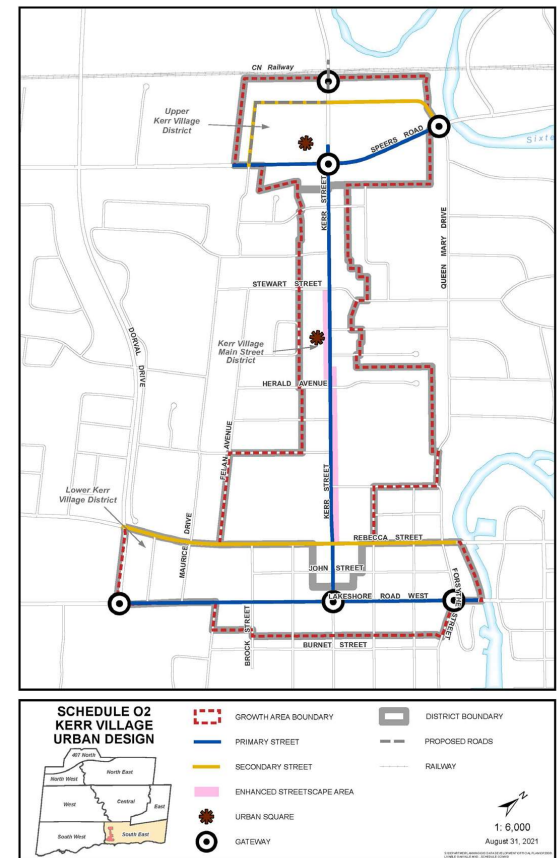 CN Railway
Upper
Kerr Village
District
SPEERS ROAD
Sixte
KERR STREET
QUEEN MARY DRIVE
STEWART STREET
DORVAL DRIVE
Kerr Village
Main Street
District
HERALD AVENUE
FELAN AVENUE
Lower Kerr
Village District
KERR STREET
MAURICE DRIVE
REBECCA STREET
JOHN STREET
FORSYTHE STREET
LAKESHORE ROAD WEST
BROCK STREET
BURNET STREET
SCHEDULE O2
KERR VILLAGE
URBAN DESIGN
407 North
North West
North East
West
Central
East
South West
South East
GROWTH AREA BOUNDARY
PRIMARY STREET
SECONDARY STREET
ENHANCED STREETSCAPE AREA
URBAN SQUARE
GATEWAY
DISTRICT BOUNDARY
PROPOSED ROADS
RAILWAY
N
1: 6,000
August 31, 2021